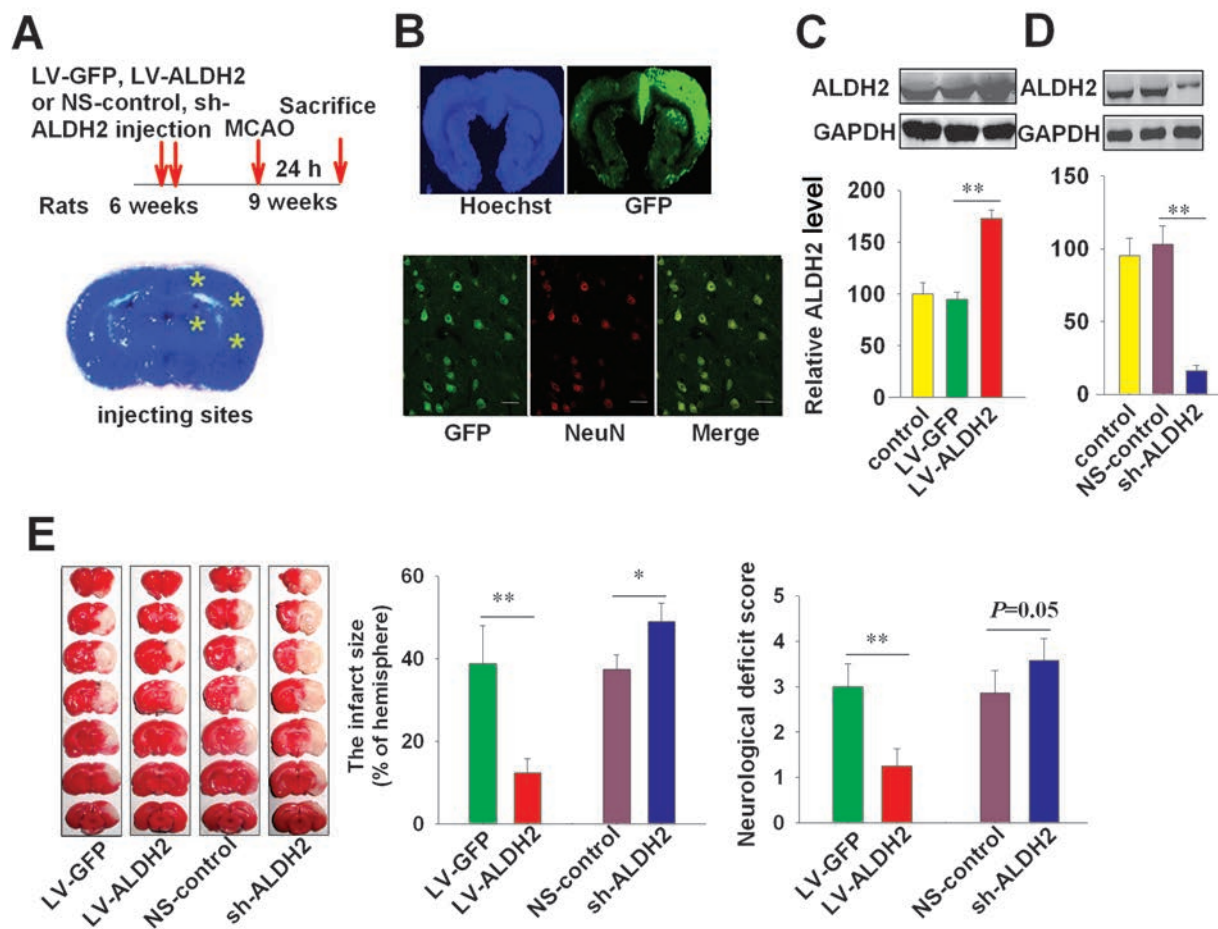 A
LV-GFP, LV-ALDH2
or NS-control, sh-
ALDH2 injection
Sacrifice
MCAO
24 h
Rats 6 weeks 9 weeks
* * * *
injecting sites
B
Hoechst GFP
GFP NeuN Merge
C
ALDH2
GAPDH
Relative ALDH2 level
200
150
100
50
0
**
control
LV-GFP
LV-ALDH2
D
ALDH2
GAPDH
150
100
50
0
**
control
NS-control
sh-ALDH2
E
LV-GFP
LV-ALDH2
NS-control
sh-ALDH2
The infarct size
(% of hemisphere)
60
40
20
0
**
*
LV-GFP
LV-ALDH2
NS-control
sh-ALDH2
Neurological deficit score
5
4
3
2
1
0
**
P=0.05
LV-GFP
LV-ALDH2
NS-control
sh-ALDH2